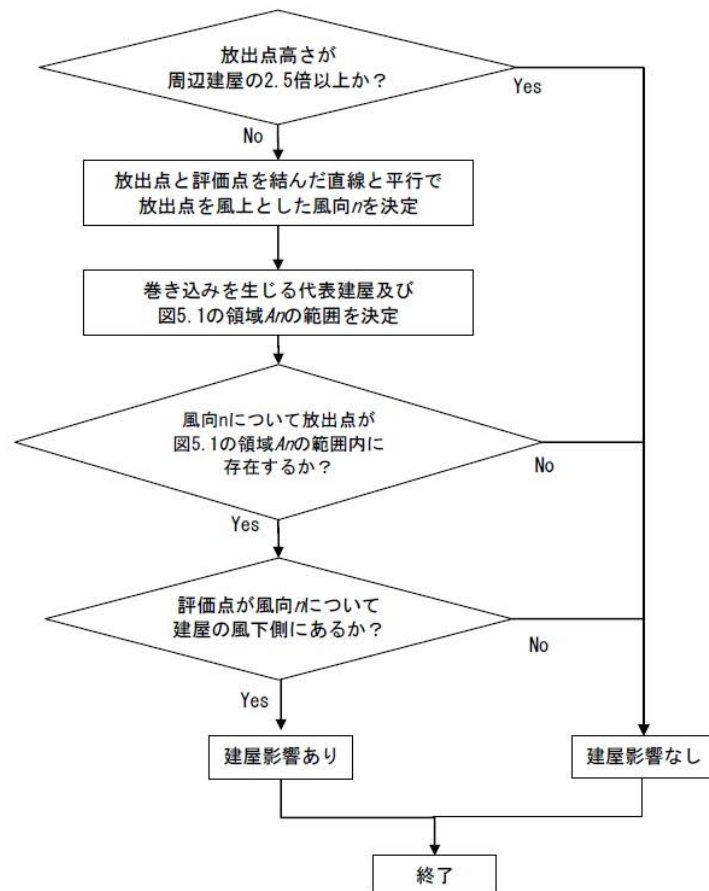 放出点高さが
周辺建屋の2.5倍以上か？
Yes
No
放出点と評価点を結んだ直線と平行で
放出点を風上とした風向nを決定
巻き込みを生じる代表建屋及び
図5.1の領域Anの範囲を決定
風向nについて放出点が
図5.1の領域Anの範囲内に
存在するか？
No
Yes
評価点が風向nについて
建屋の風下側にあるか？
No
Yes
建屋影響あり
建屋影響なし
終了